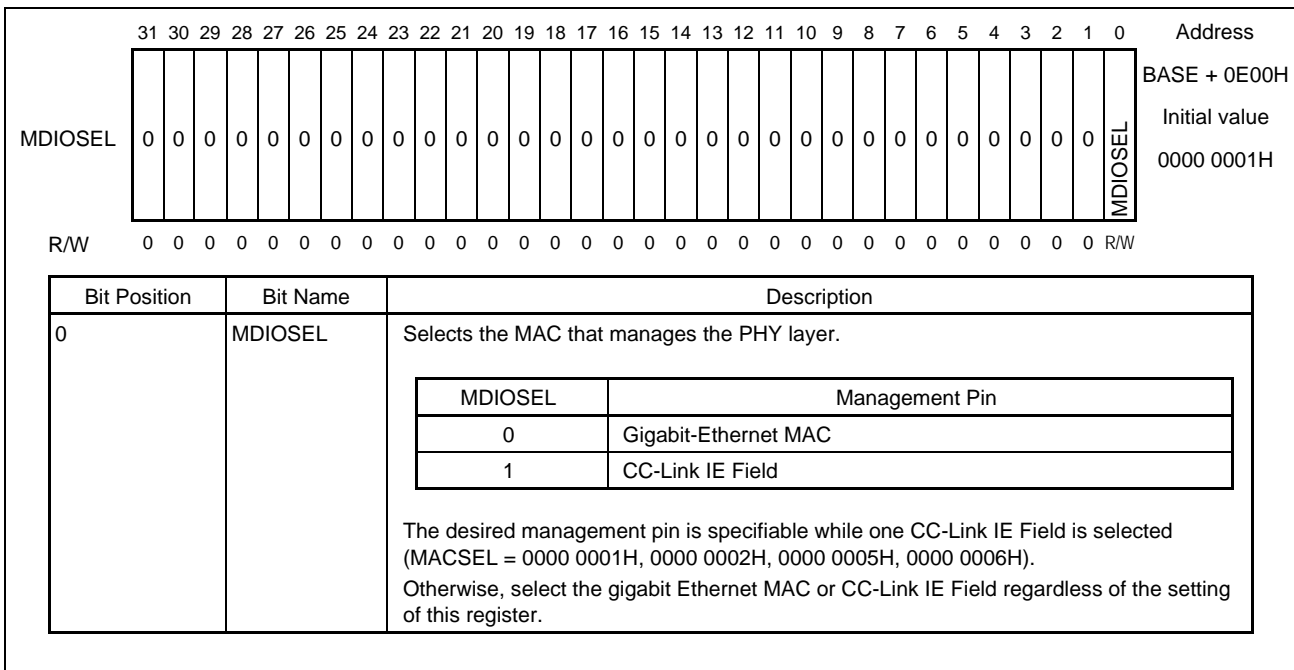 31 30 29 28 27 26 25 24 23 22 21 20 19 18 17 16 15 14 13 12 11 10 9 8 7 6 5 4 3 2 1 0 Address
BASE + 0E00H
Initial value
MDIOSEL 0 0 0 0 0 0 0 0 0 0 0 0 0 0 0 0 0 0 0 0 0 0 0 0 0 0 0 0 0 0 0 MDIOSEL
0000 0001H
R/W 0 0 0 0 0 0 0 0 0 0 0 0 0 0 0 0 0 0 0 0 0 0 0 0 0 0 0 0 0 0 0 R/W
Bit Position Bit Name Description
0 MDIOSEL Selects the MAC that manages the PHY layer.
MDIOSEL Management Pin
0 Gigabit-Ethernet MAC
1 CC-Link IE Field
The desired management pin is specifiable while one CC-Link IE Field is selected
(MACSEL = 0000 0001H, 0000 0002H, 0000 0005H, 0000 0006H).
Otherwise, select the gigabit Ethernet MAC or CC-Link IE Field regardless of the setting
of this register.